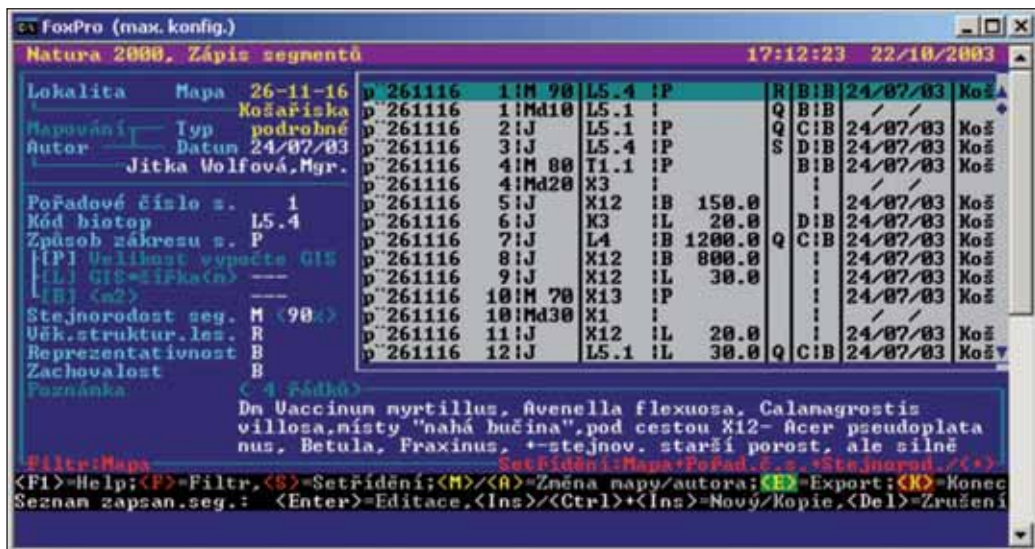 FoxPro (max. konfig.)
Natura 2000, Zápis segmentů 17:12:23 22/10/2003
Lokalita Mapa 26-11-16
Košařiska
Mapování Typ podrobné
Autor Datum 24/07/03
Jitka Wolfová,Mgr.
Pořadové číslo s. 1
Kód biotop L5.4
Způsob zákresu s. P
[P] Velikost vypočte GIS
[L] GIS*šířka(m) ---
[B] (m2) ---
Stejnorodost seg. M <90%>
Věk.struktur.les. R
Reprezentativnost B
Zachovalost B
p¨261116 1¦M 90 L5.4 ¦P R B¦B 24/07/03 Koš
p¨261116 1¦Md10 L5.1 ¦ Q B¦B / / 
p¨261116 2¦J L5.1 ¦P Q C¦B 24/07/03 Koš
p¨261116 3¦J L5.4 ¦P S D¦B 24/07/03 Koš
p¨261116 4¦M 80 T1.1 ¦P B¦B 24/07/03 Koš
p¨261116 4¦Md20 X3 ¦ ¦ / /
p¨261116 5¦J X12 ¦B 150.0 ¦ 24/07/03 Koš
p¨261116 6¦J K3 ¦L 20.0 D¦B 24/07/03 Koš
p¨261116 7¦J L4 ¦B 1200.0 Q C¦B 24/07/03 Koš
p¨261116 8¦J X12 ¦B 800.0 ¦ 24/07/03 Koš
p¨261116 9¦J X12 ¦L 30.0 ¦ 24/07/03 Koš
p¨261116 10¦M 70 X13 ¦P ¦ 24/07/03 Koš
p¨261116 10¦Md30 X1 ¦ ¦ / /
p¨261116 11¦J X12 ¦L 20.0 ¦ 24/07/03 Koš
p¨261116 12¦J L5.1 ¦L 30.0 Q C¦B 24/07/03 Koš
Poznámka < 4 řádků>
Dm Vaccinum myrtillus, Avenella flexuosa, Calamagrostis
villosa,místy "nahá bučina",pod cestou X12- Acer pseudoplata
nus, Betula, Fraxinus, +-stejnov. starší porost, ale silně
Filtr:Mapa Setřídění:Mapa+Pořad.č.s.+Stejnorod./<+>
<F1>=Help;<F>=Filtr,<S>=Setřídění;<M>/<A>=Změna mapy/autora;<E>=Export;<K>=Konec
Seznam zapsan.seg.: <Enter>=Editace,<Ins>/<Ctrl>+<Ins>=Nový/Kopie,<Del>=Zrušení